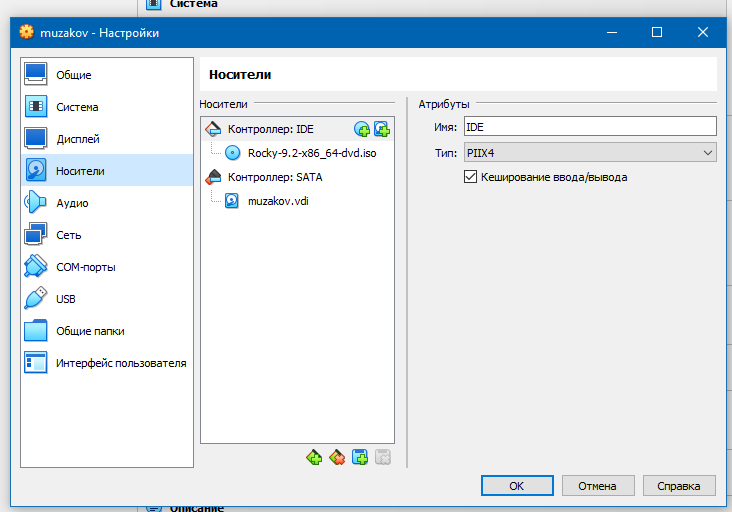 Система
muzakov - Настройки
Общие
Система
Дисплей
Носители
Аудио
Сеть
COM-порты
USB
Общие папки
Интерфейс пользователя
Носители
Носители
Контроллер: IDE
Rocky-9.2-x86_64-dvd.iso
Контроллер: SATA
muzakov.vdi
Атрибуты
Имя: IDE
Тип: PIIX4
Кеширование ввода/вывода
OK Отмена Справка
Описание